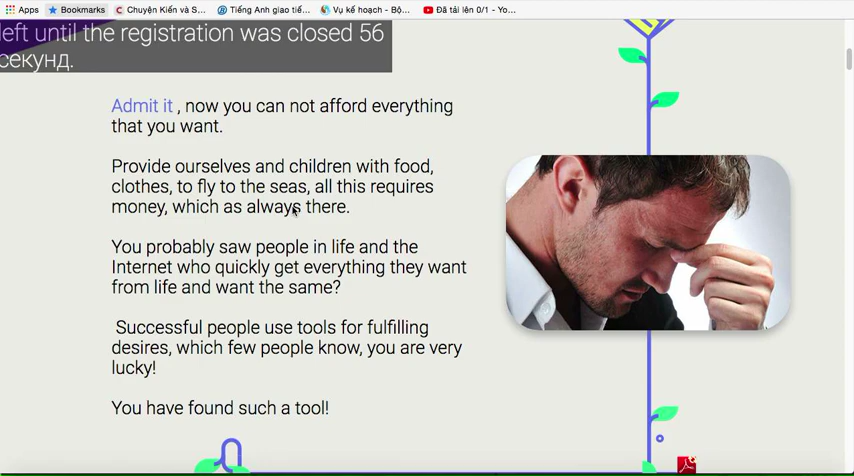 Apps
Bookmarks
Chuyện Kiến và S...
Tiếng Anh giao tiế...
Vụ kế hoạch - Bộ...
Đã tải lên 0/1 - Yo...
left until the registration was closed 56
секунд.
Admit it , now you can not afford everything
that you want.
Provide ourselves and children with food,
clothes, to fly to the seas, all this requires
money, which as always there.
You probably saw people in life and the
Internet who quickly get everything they want
from life and want the same?
Successful people use tools for fulfilling
desires, which few people know, you are very
lucky!
You have found such a tool!